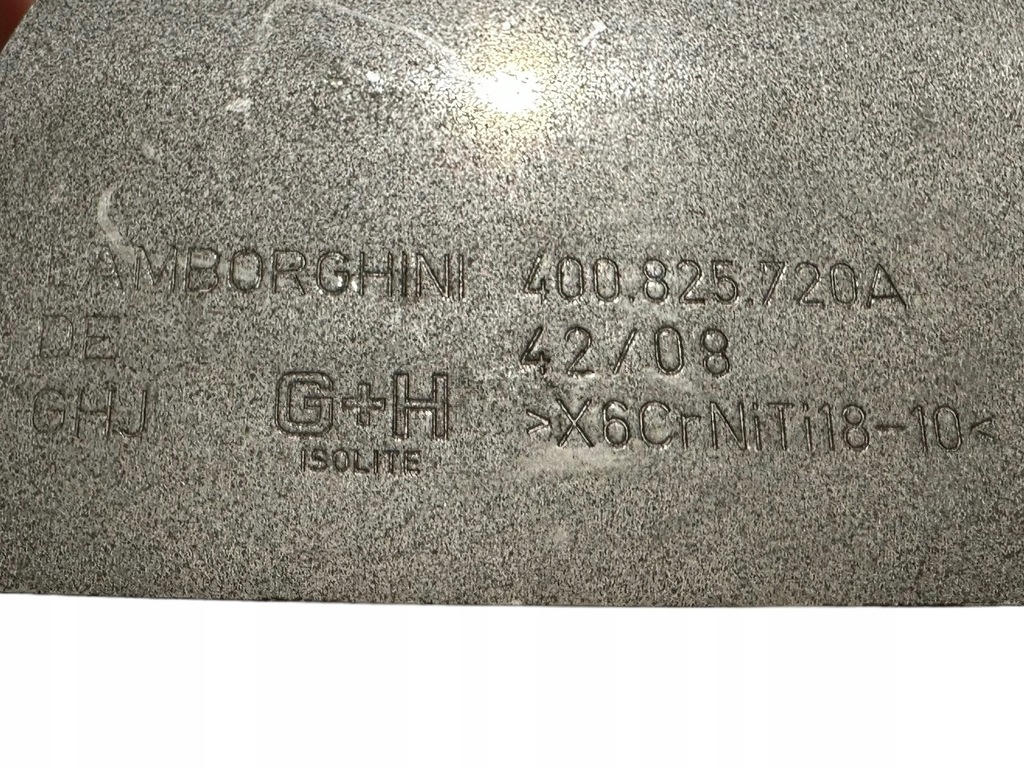 LAMBORGHINI 400.825.720A
DE 42/08
GHJ G+H >X6CrNiTi18-10<
ISOLITE